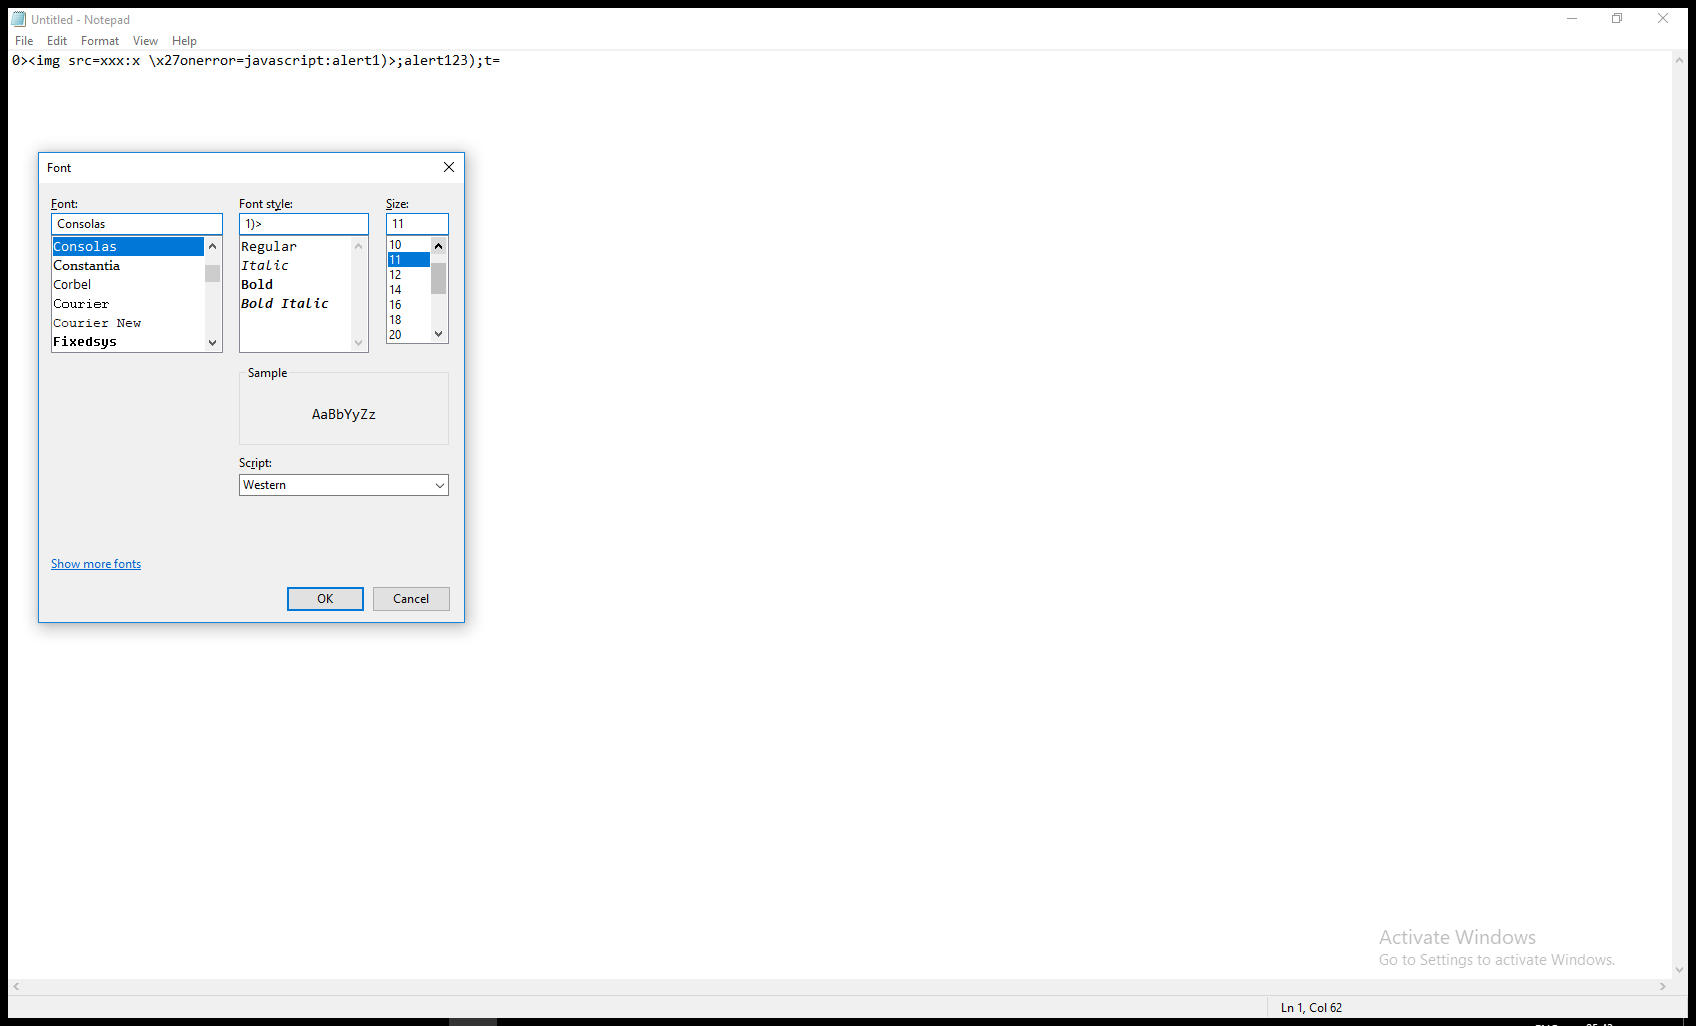 Untitled - Notepad
File Edit Format View Help
0><img src=xxx:x \x27onerror=javascript:alert1)>;alert123);t=
Font
Font: Font style: Size:
Consolas 1)> 11
Consolas Regular 10
Constantia Italic 11
Corbel Bold 12
Courier Bold Italic 14
Courier New 16
Fixedsys 18
20
Sample
AaBbYyZz
Script:
Western
Show more fonts
OK Cancel
Activate Windows
Go to Settings to activate Windows.
Ln 1, Col 62